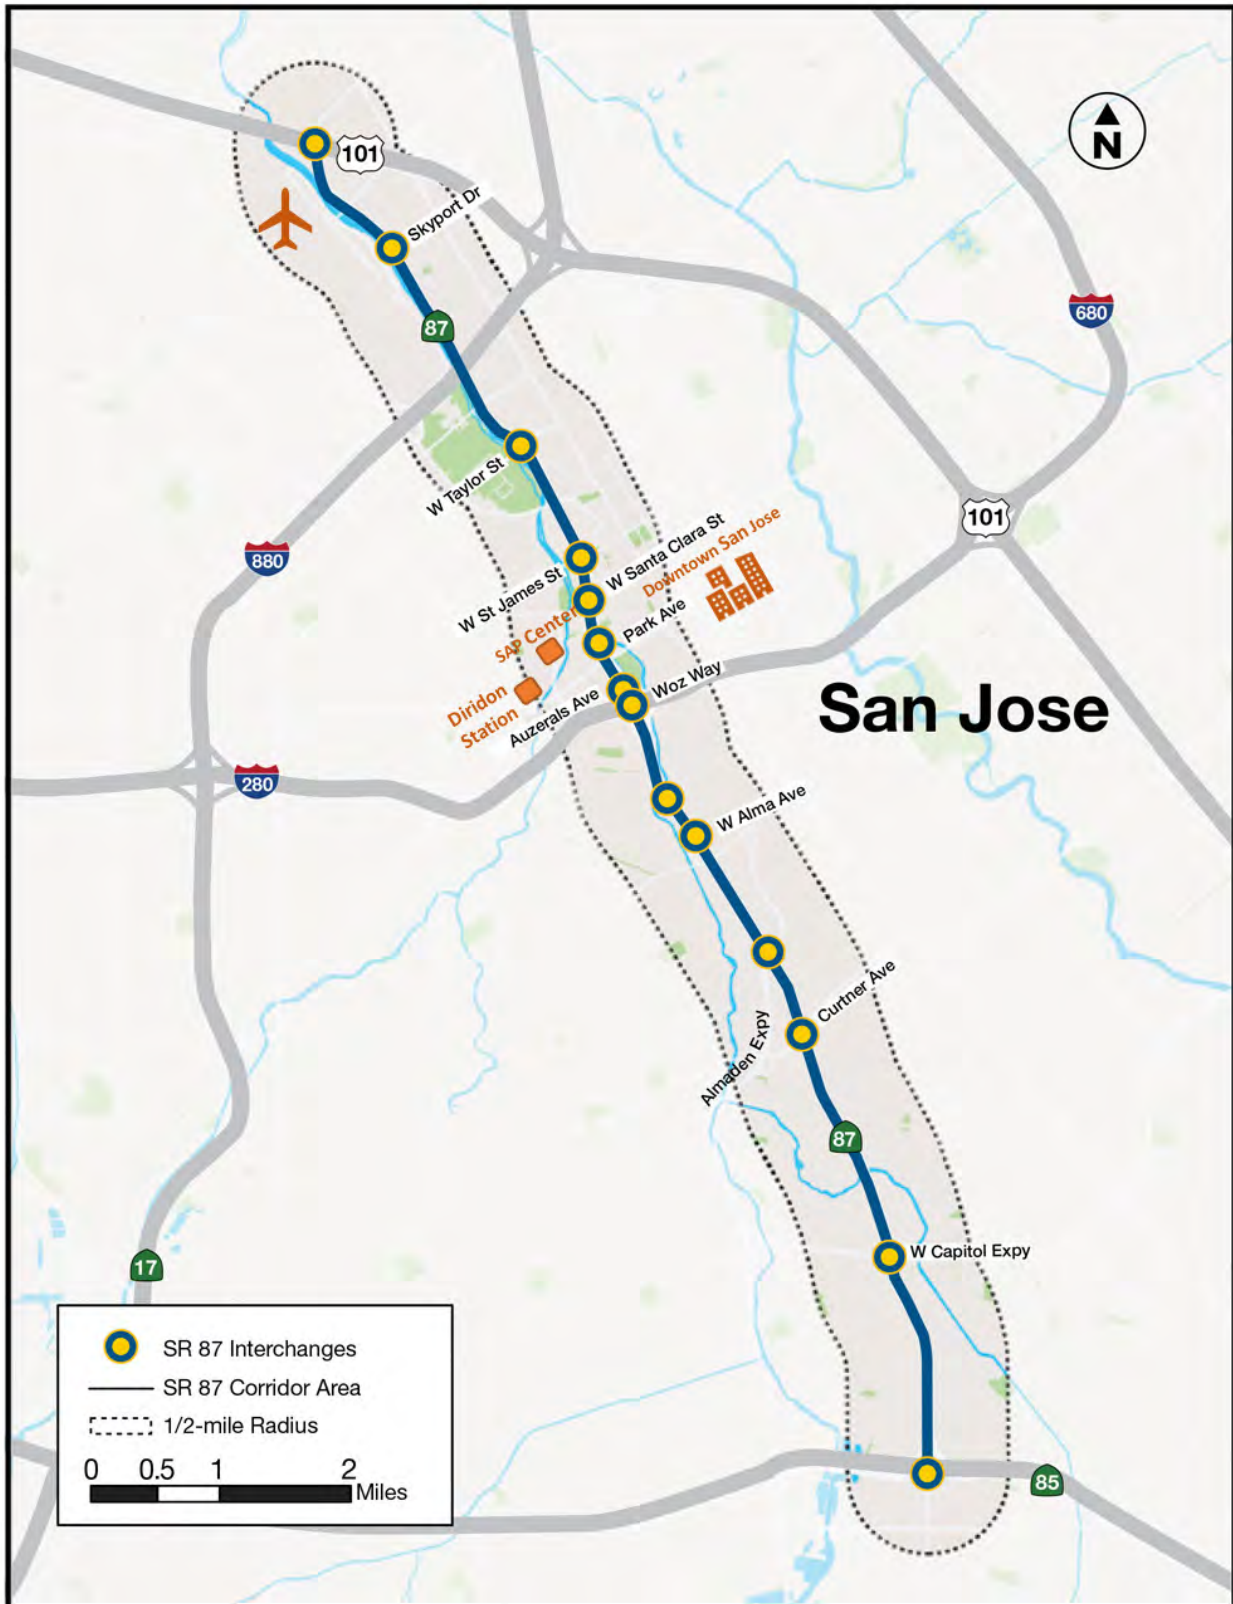 N
101
Skyport Dr
87
680
W Taylor St
101
880
W St James St
W Santa Clara St
Downtown San Jose
SAP Center
Park Ave
Diridon
Station
Auzerals Ave
Woz Way
San Jose
280
W Alma Ave
Curtner Ave
Almaden Expy
87
W Capitol Expy
17
SR 87 Interchanges
SR 87 Corridor Area
1/2-mile Radius
0 0.5 1 2
Miles
85